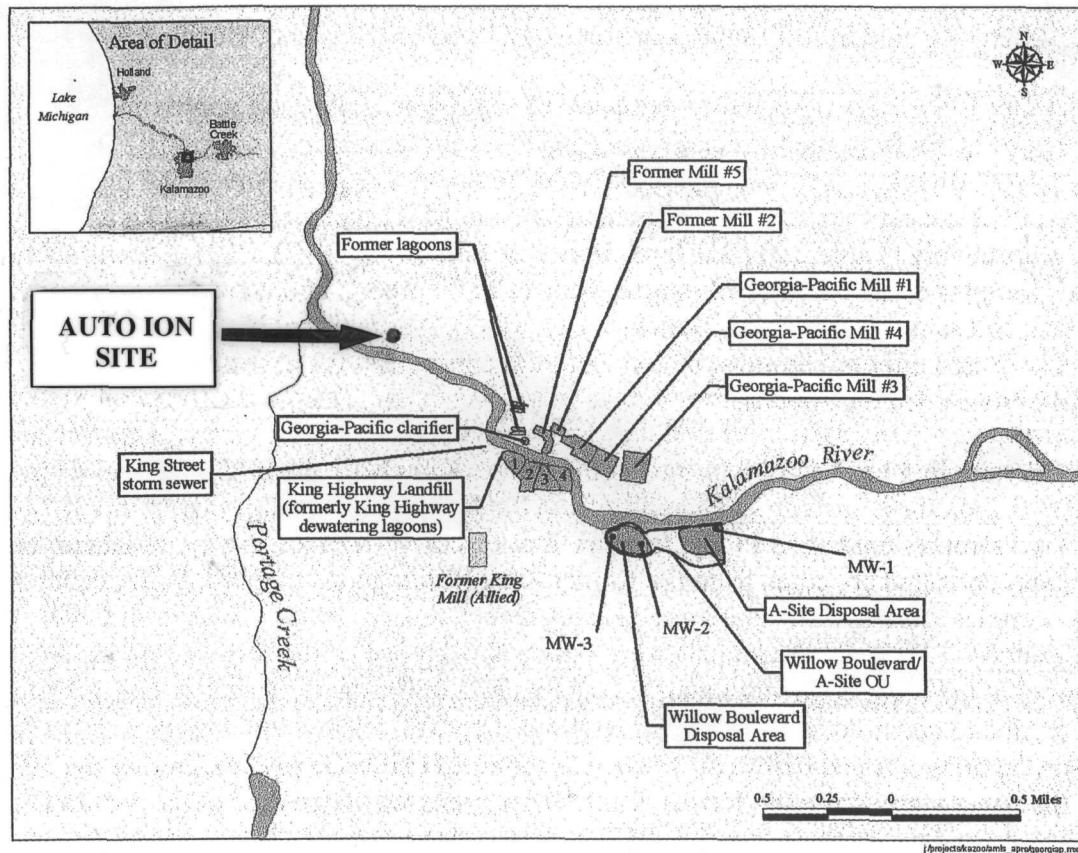 Area of Detail
Holland
Lake
Michigan
Battle
Creek
Kalamazoo
N
W
E
S
Former Mill #5
Former Mill #2
Former lagoons
Georgia-Pacific Mill #1
AUTO ION
SITE
Georgia-Pacific Mill #4
Georgia-Pacific Mill #3
Georgia-Pacific clarifier
King Street
storm sewer
1
2
3
4
Kalamazoo River
King Highway Landfill
(formerly King Highway
dewatering lagoons)
Portage Creek
Former King
Mill (Allied)
MW-1
A-Site Disposal Area
MW-2
MW-3
Willow Boulevard/
A-Site OU
Willow Boulevard
Disposal Area
0.5
0.25
0
0.5 Miles